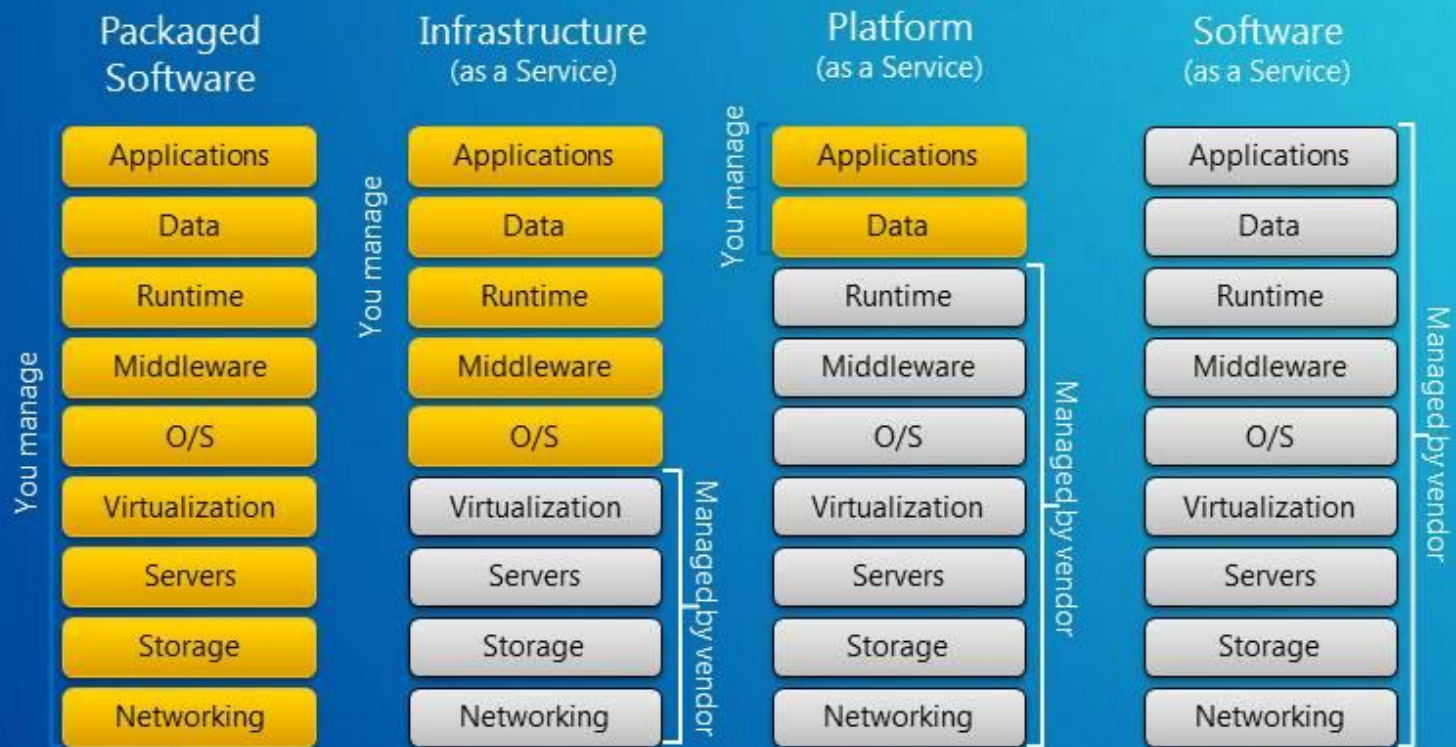 Packaged
Software
You manage
Applications
Data
Runtime
Middleware
O/S
Virtualization
Servers
Storage
Networking
Infrastructure
(as a Service)
You manage
Applications
Data
Runtime
Middleware
O/S
Virtualization
Servers
Storage
Networking
Managed by vendor
Platform
(as a Service)
You manage
Applications
Data
Runtime
Middleware
O/S
Virtualization
Servers
Storage
Networking
Managed by vendor
Software
(as a Service)
Applications
Data
Runtime
Middleware
O/S
Virtualization
Servers
Storage
Networking
Managed by vendor